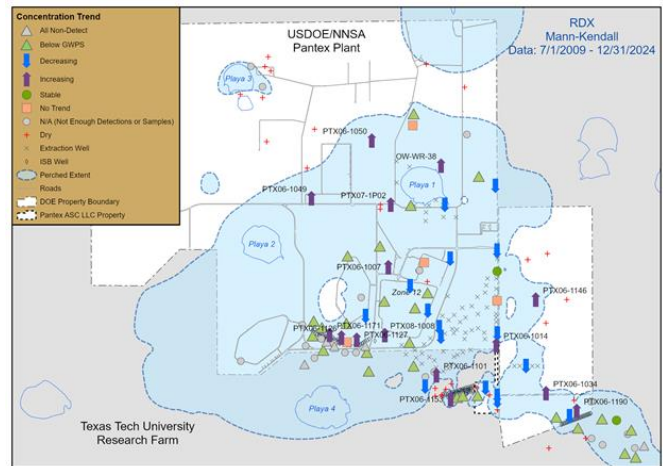 Concentration Trend
All Non-Detect
Below GWPS
Decreasing
Increasing
Stable
No Trend
N/A (Not Enough Detections or Samples)
Dry
Extraction Well
ISB Well
Perched Extent
Roads
DOE Property Boundary
Pantex ASC LLC Property
USDOE/NNSA
Pantex Plant
RDX
Mann-Kendall
Data: 7/1/2009 - 12/31/2024
Playa 3
PTX06-1050
OW-WR-38
PTX06-1049
PTX07-1P02
Playa 1
Playa 2
PTX06-1007
Zone 12
PTX06-1146
PTX06-1171
PTX08-1008
PTX06-1127
PTX06-1014
PTX06-1101
PTX06-1034
PTX06-1153
PTX06-1190
Playa 4
Texas Tech University
Research Farm